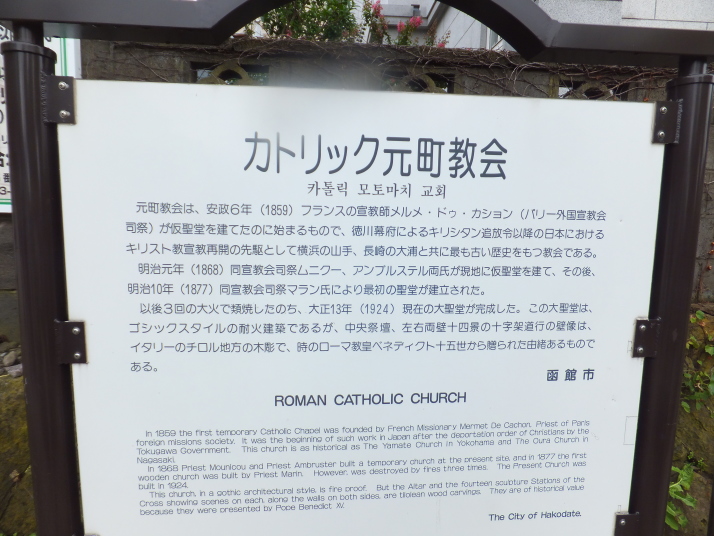 カトリック元町教会
카톨릭 모토마치 교회
元町教会は、安政6年（1859）フランスの宣教師メルメ・ドゥ・カション（パリー外国宣教会
司祭）が仮聖堂を建てたのに始まるもので、徳川幕府によるキリシタン追放令以降の日本における
キリスト教宣教再開の先駆として横浜の山手、長崎の大浦と共に最も古い歴史をもつ教会である。
明治元年（1868）同宣教会司祭ムニクー、アンブルステル両氏が現地に仮聖堂を建て、その後、
明治10年（1877）同宣教会司祭マラン氏により最初の聖堂が建立された。
以後3回の大火で類焼したのち、大正13年（1924）現在の大聖堂が完成した。この大聖堂は、
ゴシックスタイルの耐火建築であるが、中央祭壇、左右両壁十四景の十字架道行の壁像は、
イタリーのチロル地方の木彫で、時のローマ教皇ベネディクト十五世から贈られた由緒あるもので
ある。
函館市
ROMAN CATHOLIC CHURCH
In 1859 the first temporary Catholic Chapel was founded by French Missionary Mermet De Cachon, Priest of Paris
foreign missions society. It was the beginning of such work in Japan after the deportation order of Christians by the
Tokugawa Government. This church is as historical as The Yamate Church in Yokohama and The Oura Church in
Nagasaki.
In 1868 Priest Mounicou and Priest Ambruster built a temporary church at the present site, and in 1877 the first
wooden church was built by Priest Marin. However, was destroyed by fires three times. The Present Church was
built in 1924.
This church, in a gothic architectural style, is fire proof. But the Altar and the fourteen sculpture Stations of the
Cross showing scenes on each, along the walls on both sides, are tilolean wood carvings. They are of historical value
because they were presented by Pope Benedict XV.
The City of Hakodate.